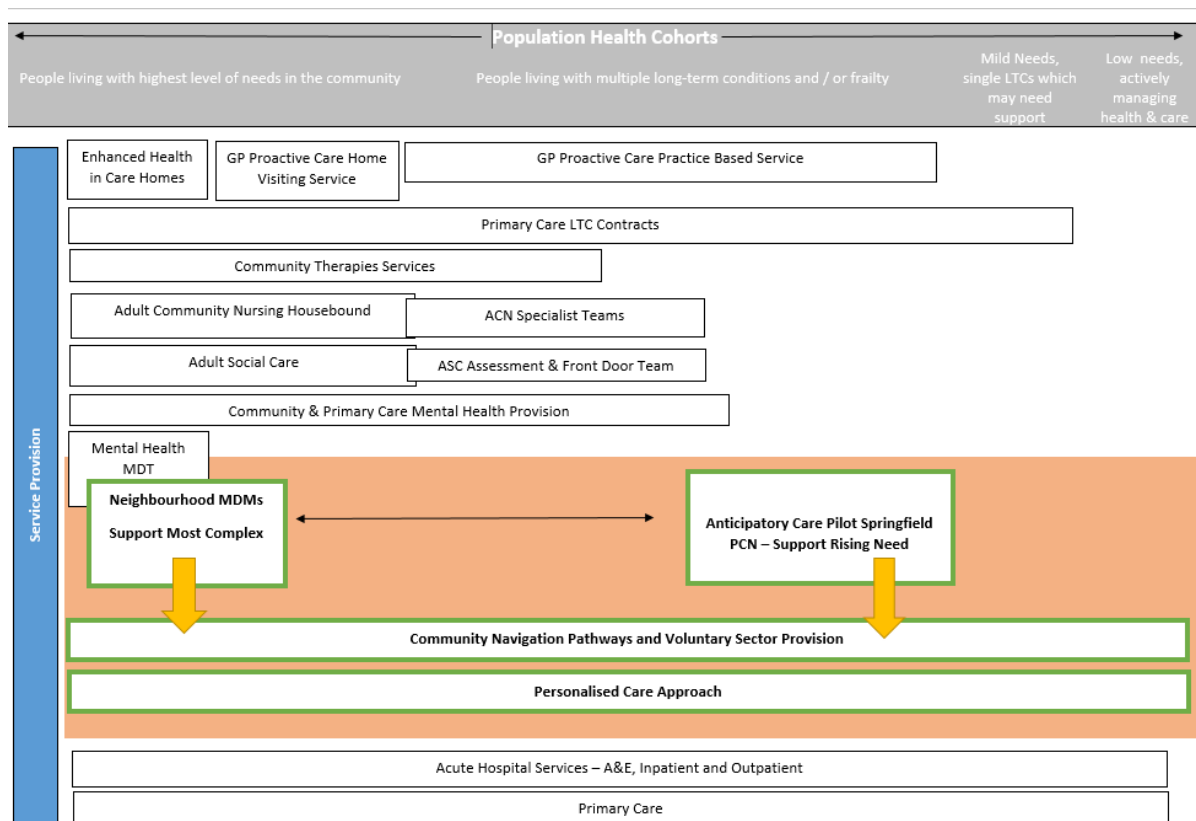 Population Health Cohorts
People living with highest level of needs in the community
People living with multiple long-term conditions and / or frailty
Mild Needs,
single LTCs which
may need
support
Low needs,
actively
managing
health & care
Service Provision
Enhanced Health
in Care Homes
GP Proactive Care Home
Visiting Service
GP Proactive Care Practice Based Service
Primary Care LTC Contracts
Community Therapies Services
Adult Community Nursing Housebound
ACN Specialist Teams
Adult Social Care
ASC Assessment & Front Door Team
Community & Primary Care Mental Health Provision
Mental Health
MDT
Neighbourhood MDMs
Support Most Complex
Anticipatory Care Pilot Springfield
PCN – Support Rising Need
Community Navigation Pathways and Voluntary Sector Provision
Personalised Care Approach
Acute Hospital Services – A&E, Inpatient and Outpatient
Primary Care